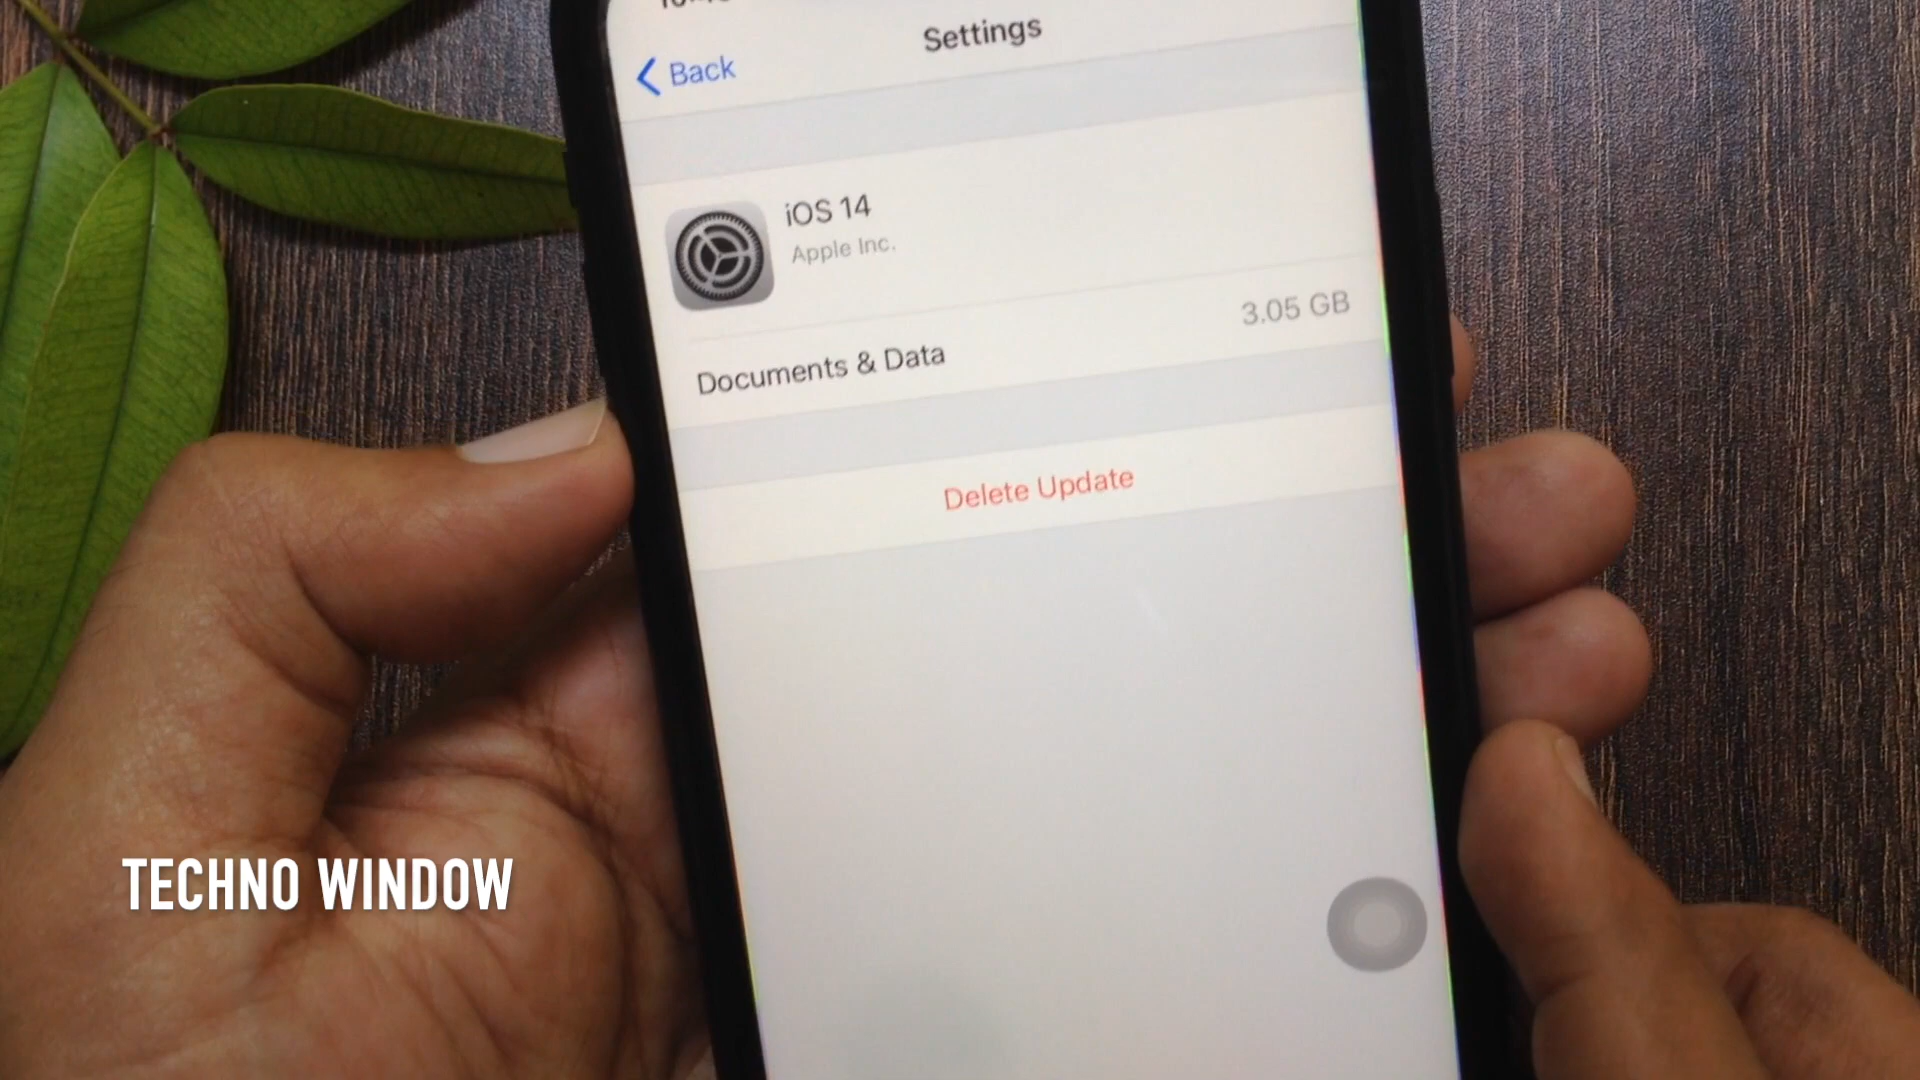 Settings
Back
iOS 14
Apple Inc.
Documents & Data
3.05 GB
Delete Update
TECHNO WINDOW